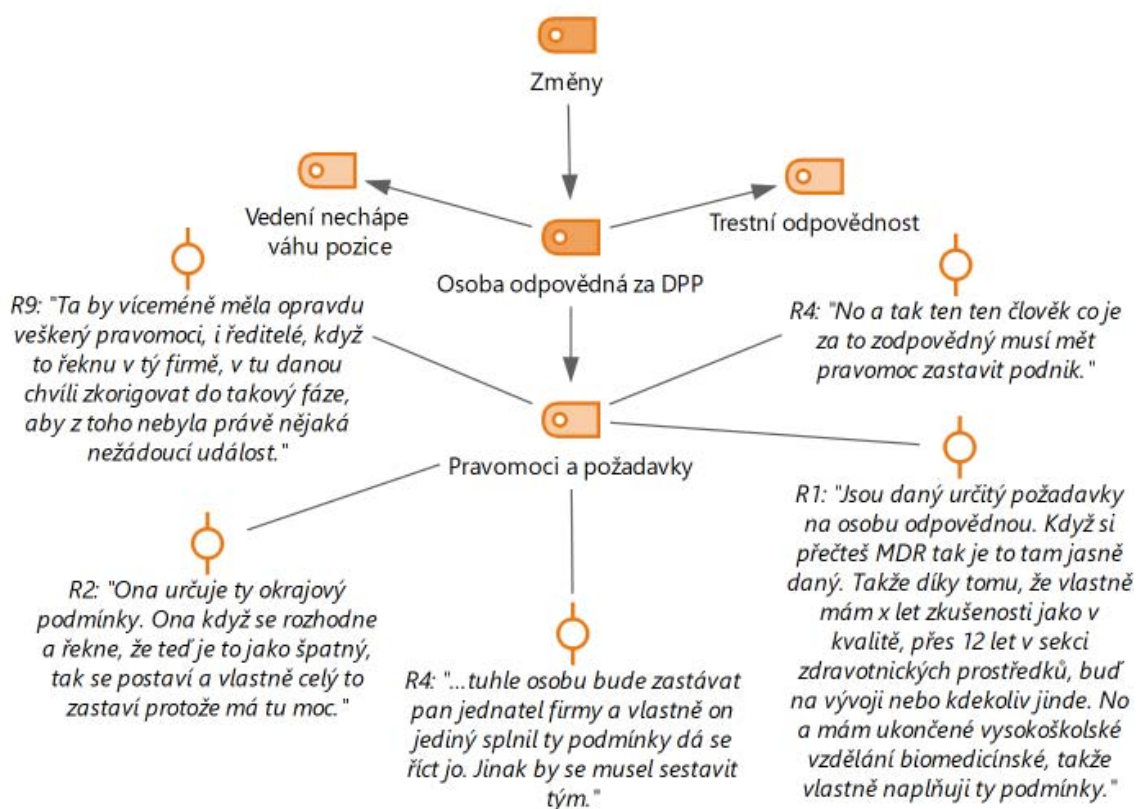 Změny
Vedení nechápe
váhu pozice
Trestní odpovědnost
Osoba odpovědná za DPP
R9: "Ta by víceméně měla opravdu
veškerý pravomoci, i ředitelé, když
to řeknu v tý firmě, v tu danou
chvíli zkorigovat do takový fáze,
aby z toho nebyla právě nějaká
nežádoucí událost."
R4: "No a tak ten ten člověk co je
za to zodpovědný musí mět
pravomoc zastavit podnik."
Pravomoci a požadavky
R2: "Ona určuje ty okrajový
podmínky. Ona když se rozhodne
a řekne, že teď je to jako špatný,
tak se postaví a vlastně celý to
zastaví protože má tu moc."
R4: "...tuhle osobu bude zastávat
pan jednatel firmy a vlastně on
jediný splnil ty podmínky dá se
říct jo. Jinak by se musel sestavit
tým."
R1: "Jsou daný určitý požadavky
na osobu odpovědnou. Když si
přečteš MDR tak je to tam jasně
daný. Takže díky tomu, že vlastně
mám x let zkušenosti jako v
kvalitě, přes 12 let v sekci
zdravotnických prostředků, buď
na vývoji nebo kdekoliv jinde. No
a mám ukončené vysokoškolské
vzdělání biomedicínské, takže
vlastně naplňuji ty podmínky."